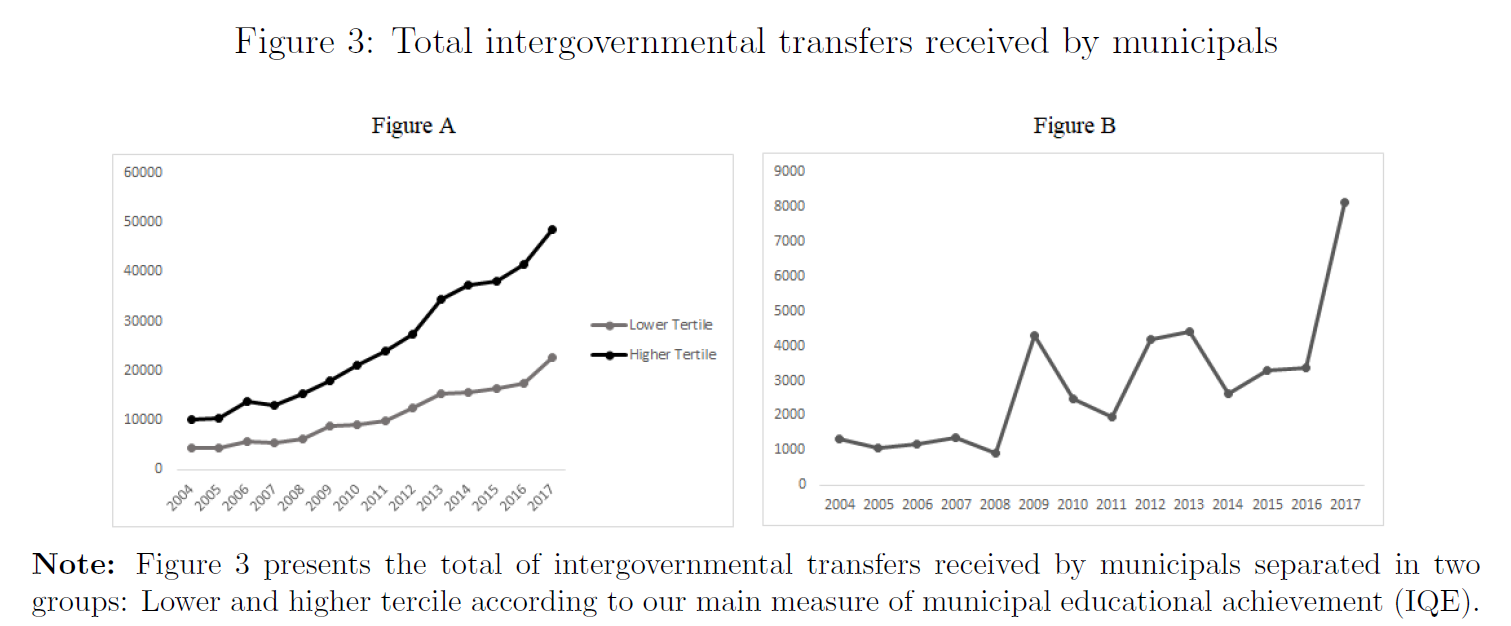 Figure 3: Total intergovernmental transfers received by municipals
Figure A
60000
50000
40000
30000
20000
10000
0
2004 2005 2006 2007 2008 2009 2010 2011 2012 2013 2014 2015 2016 2017
Lower Tertile
Higher Tertile
Figure B
9000
8000
7000
6000
5000
4000
3000
2000
1000
0
2004 2005 2006 2007 2008 2009 2010 2011 2012 2013 2014 2015 2016 2017
Note: Figure 3 presents the total of intergovernmental transfers received by municipals separated in two
groups: Lower and higher tercile according to our main measure of municipal educational achievement (IQE).